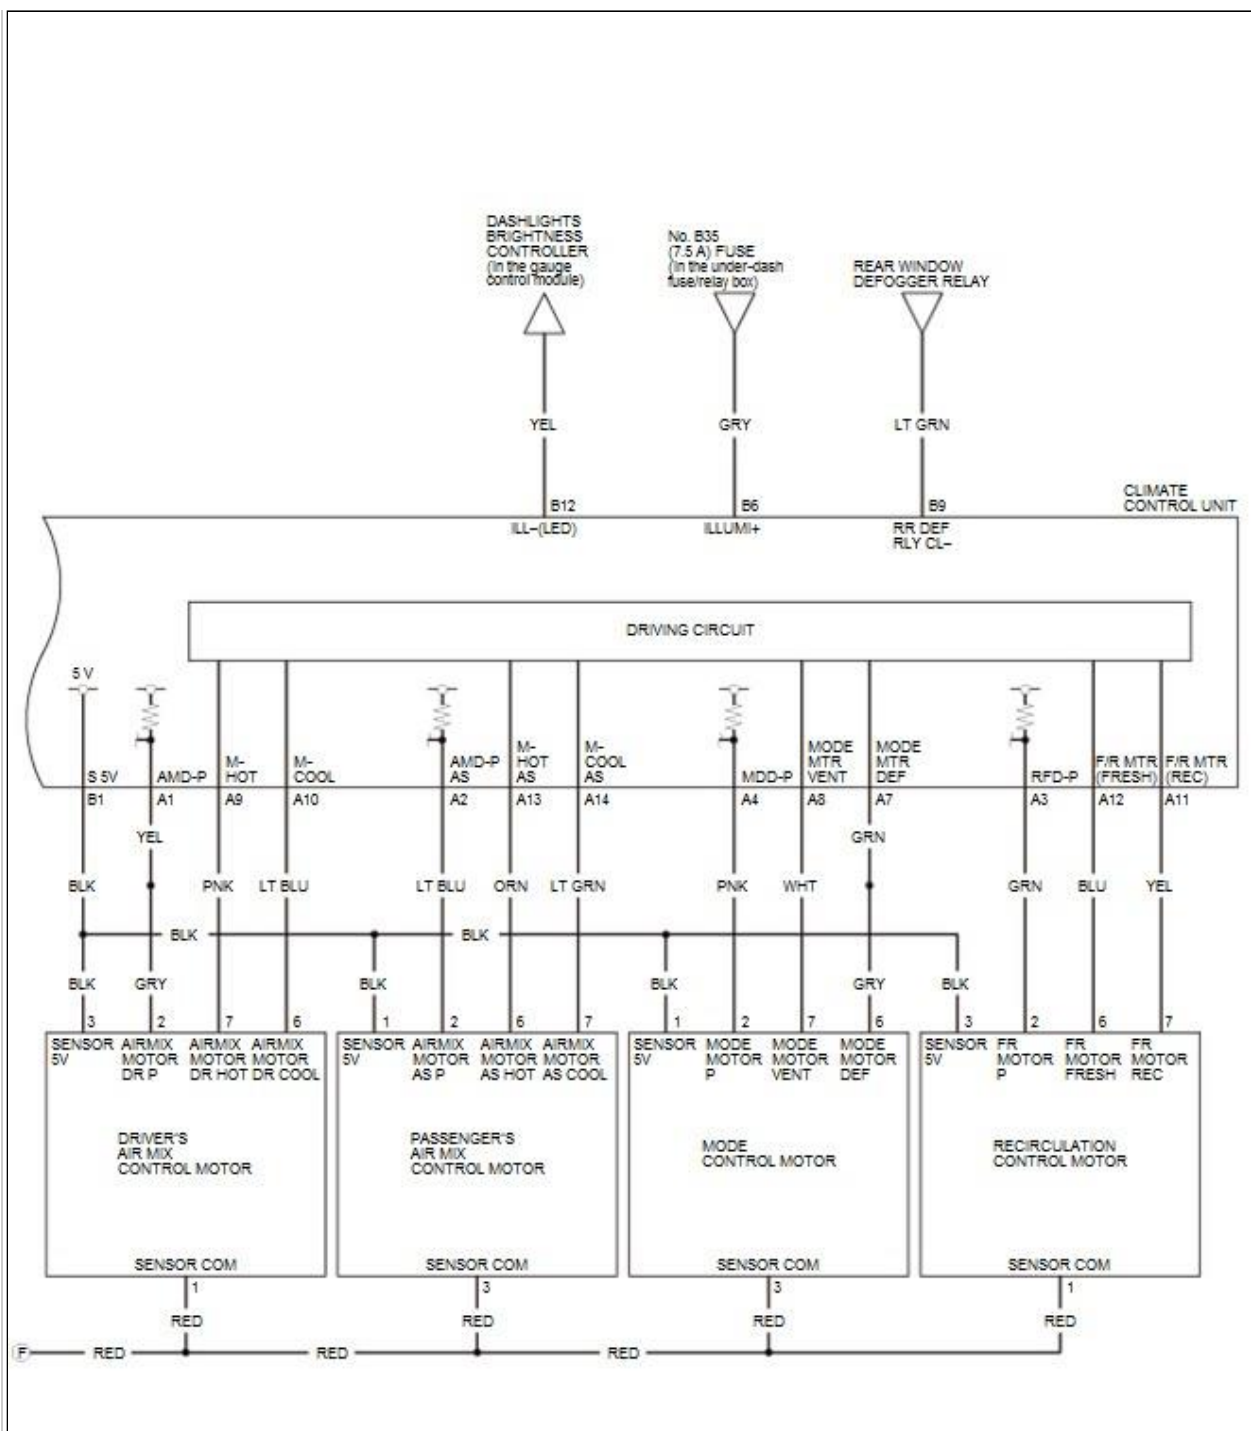 DASHLIGHTS
BRIGHTNESS
CONTROLLER
(In the gauge
control module)
No. B35
(7.5 A) FUSE
(In the under-dash
fuse/relay box)
REAR WINDOW
DEFOGGER RELAY
YEL
GRY
LT GRN
B12
B6
B9
CLIMATE
CONTROL UNIT
ILL–(LED)
ILLUMI+
RR DEF
RLY CL–
DRIVING CIRCUIT
5 V
S 5V
AMD-P
M-
HOT
M-
COOL
AMD-P
AS
M-
HOT
AS
M-
COOL
AS
MDD-P
MODE
MTR
VENT
MODE
MTR
DEF
RFD-P
F/R MTR
(FRESH)
F/R MTR
(REC)
B1
A1
A9
A10
A2
A13
A14
A4
A8
A7
A3
A12
A11
YEL
GRN
BLK
PNK
LT BLU
LT BLU
ORN
LT GRN
PNK
WHT
GRN
BLU
YEL
BLK
BLK
BLK
GRY
BLK
BLK
GRY
BLK
3
2
7
6
1
2
6
7
1
2
7
6
3
2
6
7
SENSOR
5V
AIRMIX
MOTOR
DR P
AIRMIX
MOTOR
DR HOT
AIRMIX
MOTOR
DR COOL
SENSOR
5V
AIRMIX
MOTOR
AS P
AIRMIX
MOTOR
AS HOT
AIRMIX
MOTOR
AS COOL
SENSOR
5V
MODE
MOTOR
P
MODE
MOTOR
VENT
MODE
MOTOR
DEF
SENSOR
5V
FR
MOTOR
P
FR
MOTOR
FRESH
FR
MOTOR
REC
DRIVER"S
AIR MIX
CONTROL MOTOR
PASSENGER'S
AIR MIX
CONTROL MOTOR
MODE
CONTROL MOTOR
RECIRCULATION
CONTROL MOTOR
SENSOR COM
SENSOR COM
SENSOR COM
SENSOR COM
1
3
3
1
RED
RED
RED
RED
F
RED
RED
RED